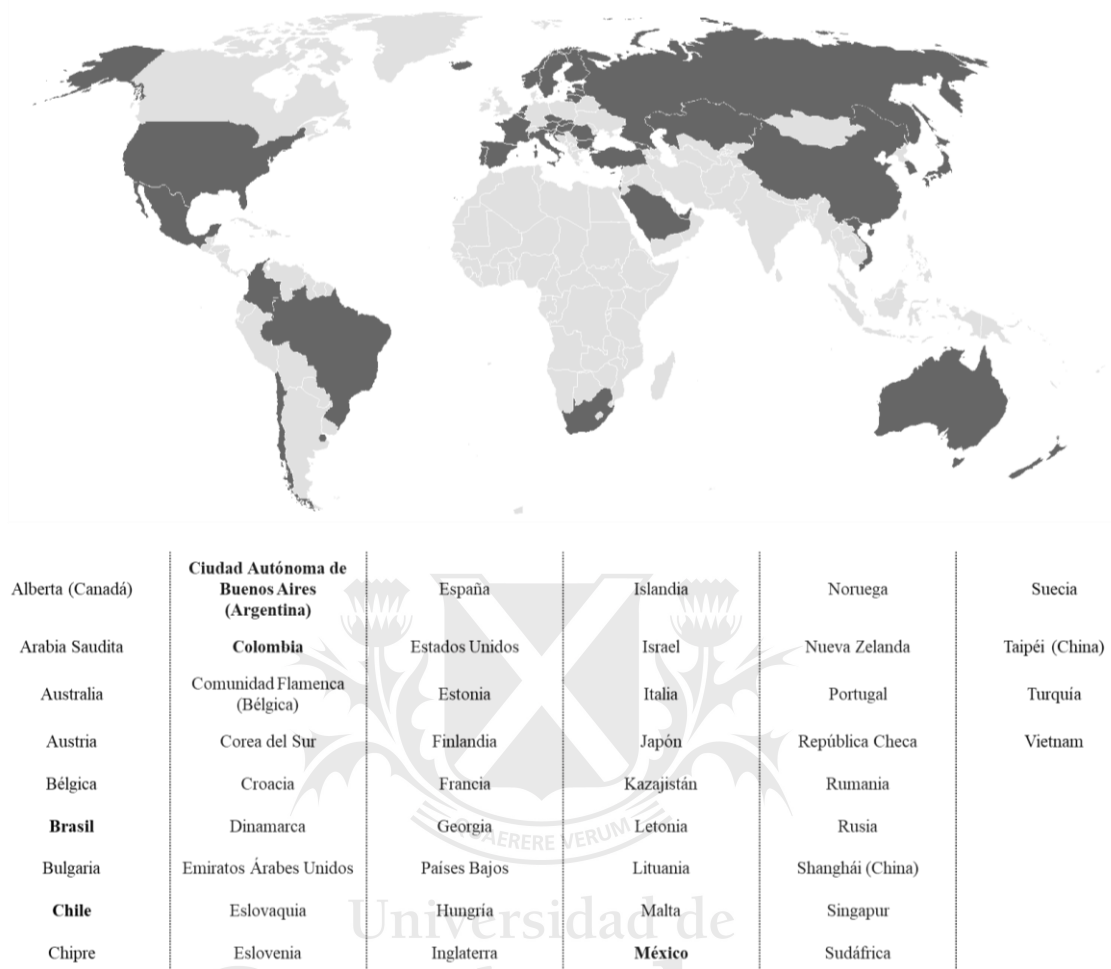 Alberta (Canadá)
Ciudad Autónoma de
Buenos Aires
(Argentina)
España
Islandia
Noruega
Suecia
Arabia Saudita
Colombia
Estados Unidos
Israel
Nueva Zelanda
Taipéi (China)
Australia
Comunidad Flamenca
(Bélgica)
Estonia
Italia
Portugal
Turquía
Austria
Corea del Sur
Finlandia
Japón
República Checa
Vietnam
Bélgica
Croacia
Francia
Kazajistán
Rumania
Brasil
Dinamarca
Georgia
Letonia
Rusia
QUAERERE VERUM
Bulgaria
Emiratos Árabes Unidos
Países Bajos
Lituania
Shanghái (China)
Chile
Eslovaquia
Hungría
Malta
Singapur
Universidad de
Chipre
Eslovenia
Inglaterra
México
Sudáfrica